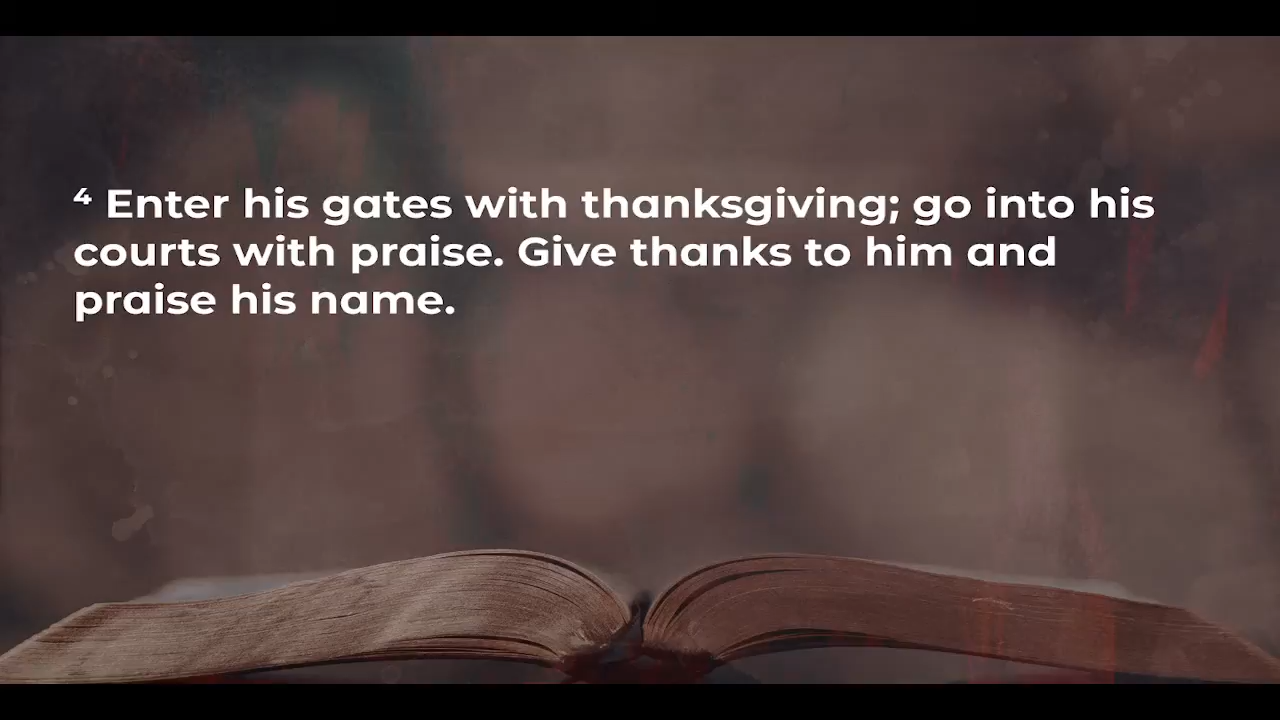 ⁴ Enter his gates with thanksgiving; go into his
courts with praise. Give thanks to him and
praise his name.